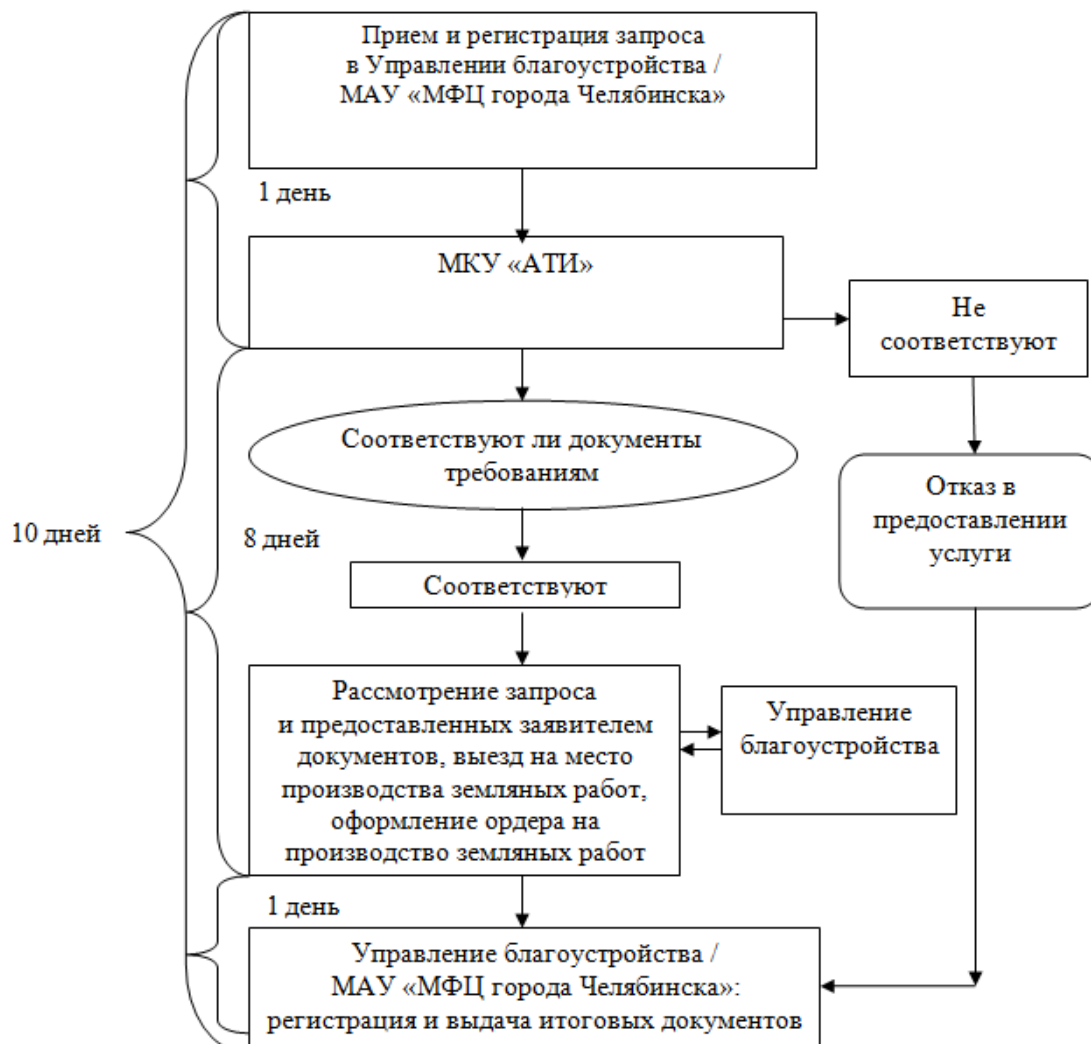 Прием и регистрация запроса
в Управлении благоустройства /
МАУ «МФЦ города Челябинска»
1 день
МКУ «АТИ»
Не
соответствуют
Соответствуют ли документы
требованиям
Отказ в
предоставлении
услуги
10 дней
8 дней
Соответствуют
Рассмотрение запроса
и предоставленных заявителем
документов, выезд на место
производства земляных работ,
оформление ордера на
производство земляных работ
Управление
благоустройства
1 день
Управление благоустройства /
МАУ «МФЦ города Челябинска»:
регистрация и выдача итоговых документов